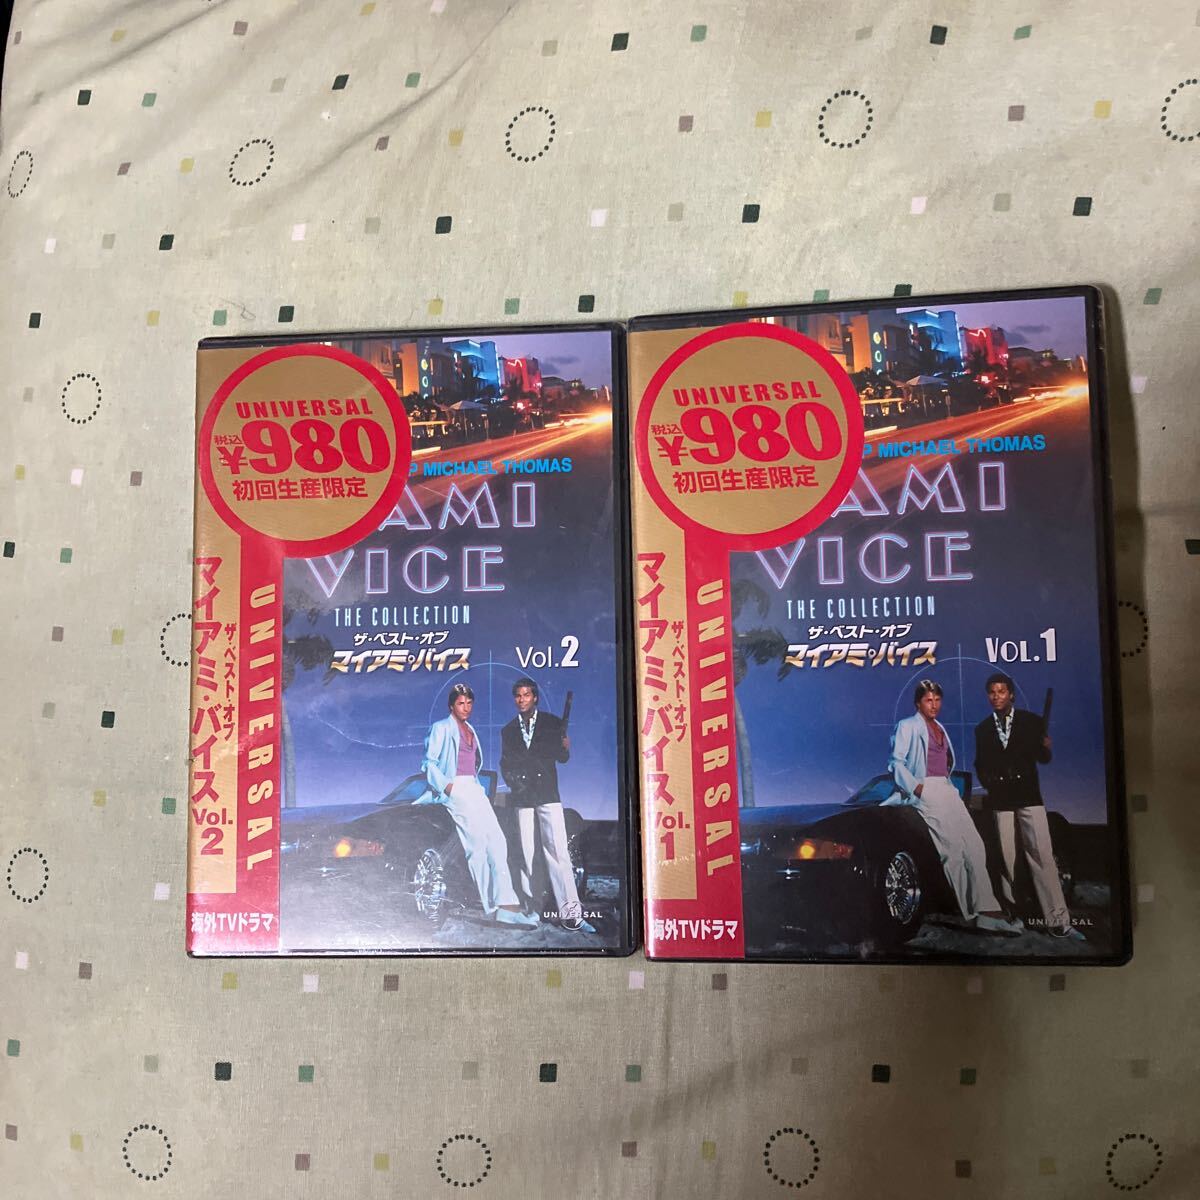 UNIVERSAL
税込
¥980
初回生産限定
P MICHAEL THOMAS
AMI
VICE
THE COLLECTION
ザ・ベスト・オブ
マイアミ・バイス
Vol.2
ザ・ベスト・オブ
マイアミ・バイス
Vol.
2
UNIVERSAL
海外TVドラマ
UNIVERSAL
UNIVERSAL
税込
¥980
初回生産限定
P MICHAEL THOMAS
AMI
VICE
THE COLLECTION
ザ・ベスト・オブ
マイアミ・バイス
VOL.1
ザ・ベスト・オブ
マイアミ・バイス
Vol.
1
UNIVERSAL
海外TVドラマ
UNIVERSAL